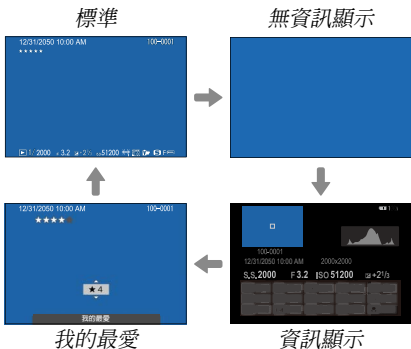 標準
無資訊顯示
12/31/2050 10:00 AM 100-0001
★★★★★
1/ 2000 3.2 +2⅓ 51200
12/31/2050 10:00 AM 100-0001
★★★★★
★ 4
我的最愛
100-0001
12/31/2050 10:00 AM 2000x2000
S.S.2000 F 3.2 ISO 51200 +2 1/3
我的最愛
資訊顯示